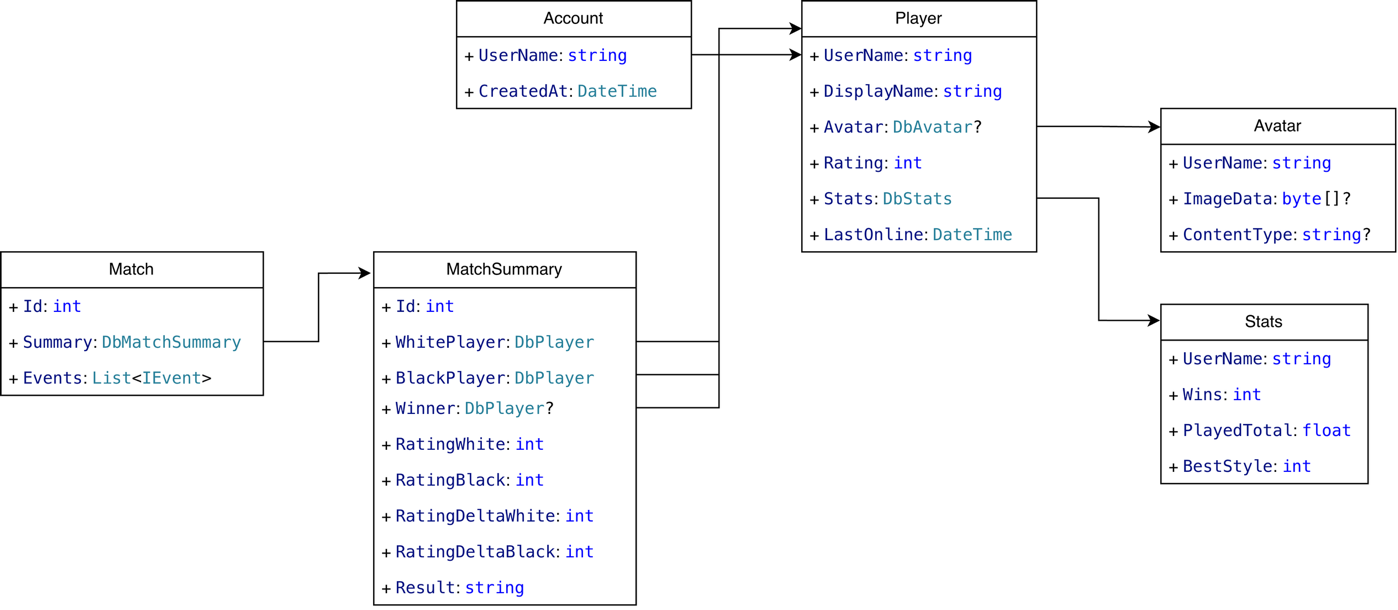 Account
+ UserName: string
+ CreatedAt: DateTime
Player
+ UserName: string
+ DisplayName: string
+ Avatar: DbAvatar?
+ Rating: int
+ Stats: DbStats
+ LastOnline: DateTime
Avatar
+ UserName: string
+ ImageData: byte[]?
+ ContentType: string?
Match
+ Id: int
+ Summary: DbMatchSummary
+ Events: List<IEvent>
MatchSummary
+ Id: int
+ WhitePlayer: DbPlayer
+ BlackPlayer: DbPlayer
+ Winner: DbPlayer?
+ RatingWhite: int
+ RatingBlack: int
+ RatingDeltaWhite: int
+ RatingDeltaBlack: int
+ Result: string
Stats
+ UserName: string
+ Wins: int
+ PlayedTotal: float
+ BestStyle: int